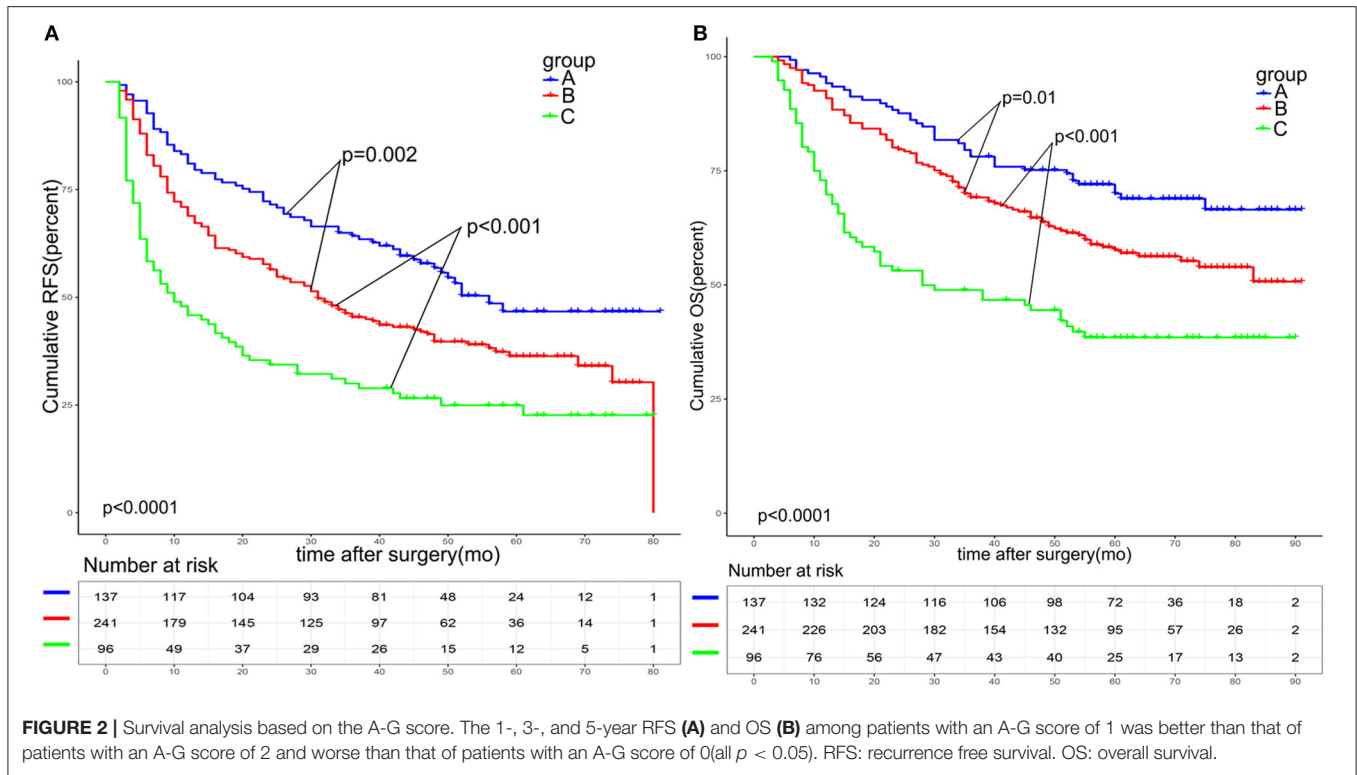 A
group
A
B
C
100
75
50
25
0
Cumulative RFS(percent)
p=0.002
p<0.001
p<0.0001
0 10 20 30 40 50 60 70 80
time after surgery(mo)
Number at risk
137 117 104 93 81 48 24 12 1
241 179 145 125 97 62 36 14 1
96 49 37 29 26 15 12 5 1
0 10 20 30 40 50 60 70 80
B
group
A
B
C
100
75
50
25
0
Cumulative OS(percent)
p=0.01
p<0.001
p<0.0001
0 10 20 30 40 50 60 70 80 90
time after surgery(mo)
Number at risk
137 132 124 116 106 98 72 36 18 2
241 226 203 182 154 132 95 57 26 2
96 76 56 47 43 40 25 17 13 2
0 10 20 30 40 50 60 70 80 90
FIGURE 2 | Survival analysis based on the A-G score. The 1-, 3-, and 5-year RFS (A) and OS (B) among patients with an A-G score of 1 was better than that of
patients with an A-G score of 2 and worse than that of patients with an A-G score of 0(all p < 0.05). RFS: recurrence free survival. OS: overall survival.